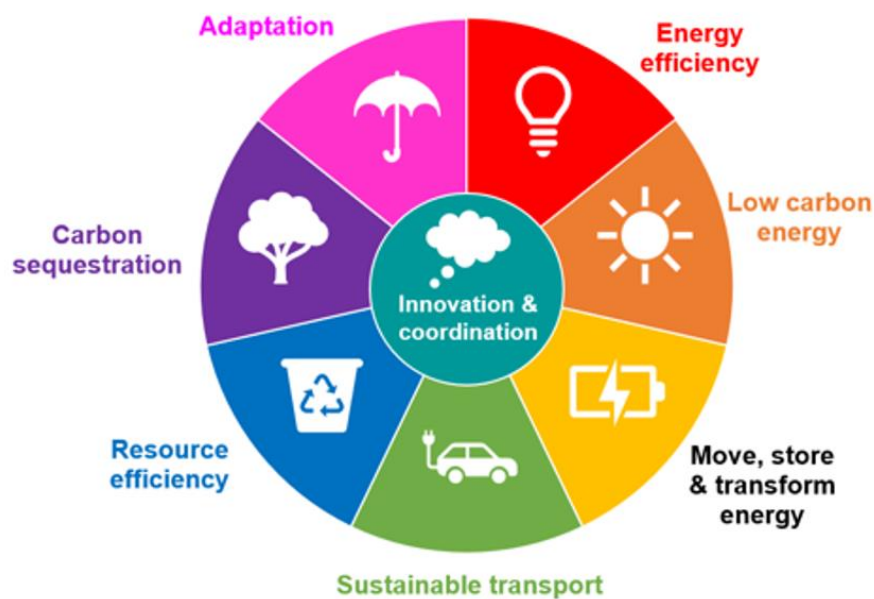 Adaptation
Energy
efficiency
Low carbon
energy
Move, store
& transform
energy
Sustainable transport
Resource
efficiency
Carbon
sequestration
Innovation &
coordination